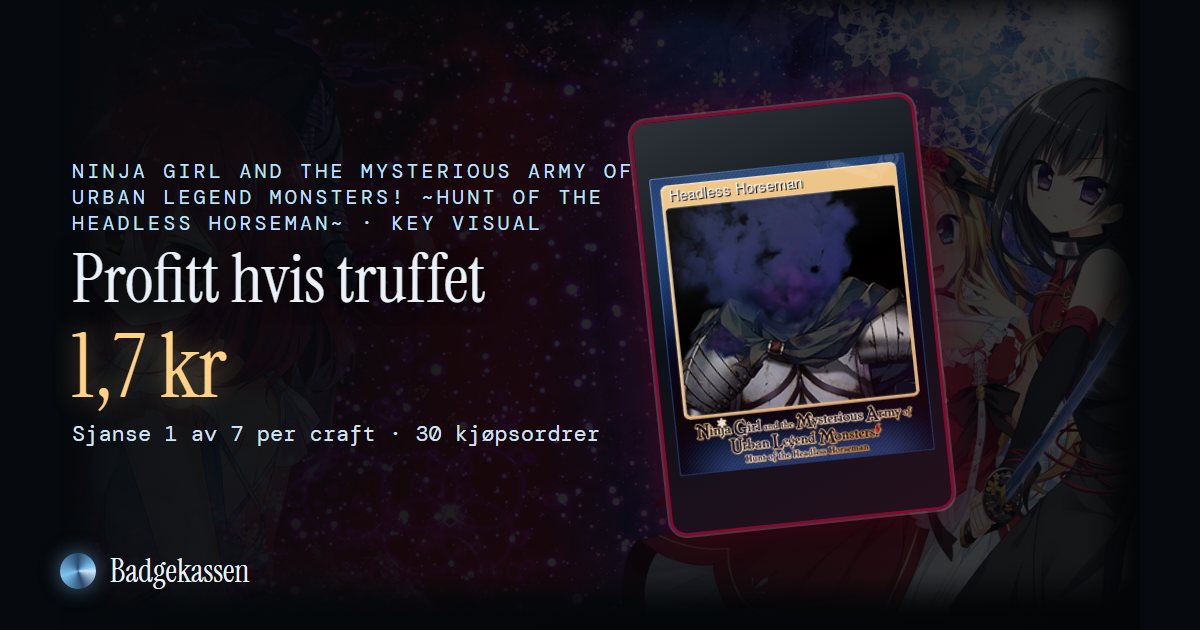 NINJA GIRL AND THE MYSTERIOUS ARMY OF
URBAN LEGEND MONSTERS! ~HUNT OF THE
HEADLESS HORSEMAN~ · KEY VISUAL
Profitt hvis truffet
1,7 kr
Sjanse 1 av 7 per craft · 30 kjøpsordrer
Badgekassen
Headless Horseman
Ninja Girl and the Mysterious Army of
Urban Legend Monsters!
Hunt of the Headless Horseman